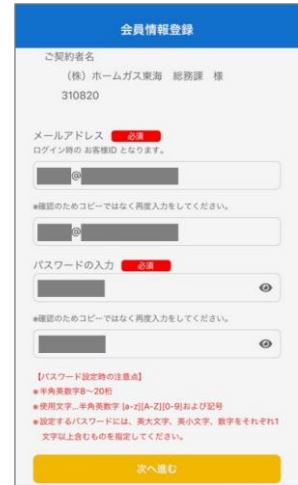 会員情報登録
ご契約者名
（株）ホームガス東海　総務課　様
310820
メールアドレス 必須
ログイン時の お客様ID となります。
@
※確認のためコピーではなく再度入力をしてください。
@
パスワードの入力 必須
※確認のためコピーではなく再度入力をしてください。
【パスワード設定時の注意点】
※半角英数字8～20桁
※使用文字…半角英数字 [a-z][A-Z][0-9]および記号
※設定するパスワードには、英大文字、英小文字、数字をそれぞれ1
文字以上含むものを指定してください。
次へ進む